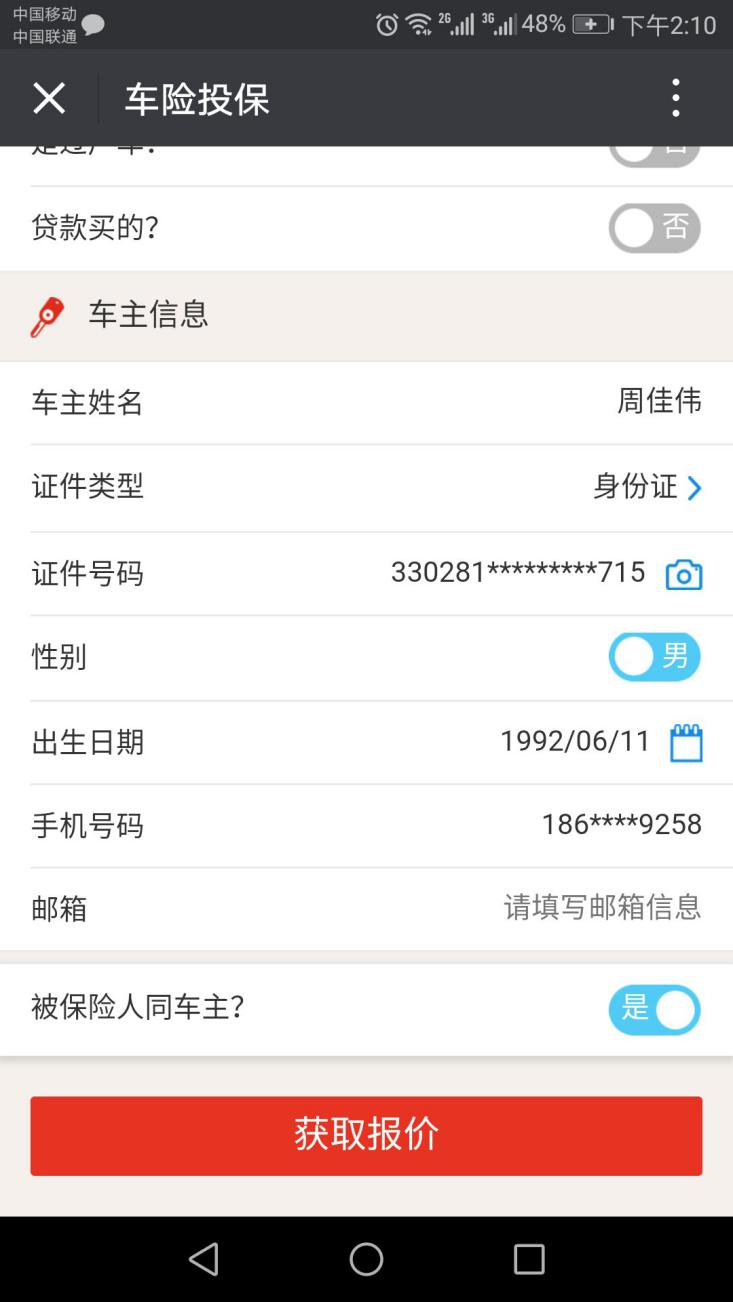 中国移动
中国联通
2G 3G 48% 下午2:10
车险投保
贷款买的? 否
车主信息
车主姓名 周佳伟
证件类型 身份证
证件号码 330281*********715
性别 男
出生日期 1992/06/11
手机号码 186****9258
邮箱 请填写邮箱信息
被保险人同车主? 是
获取报价